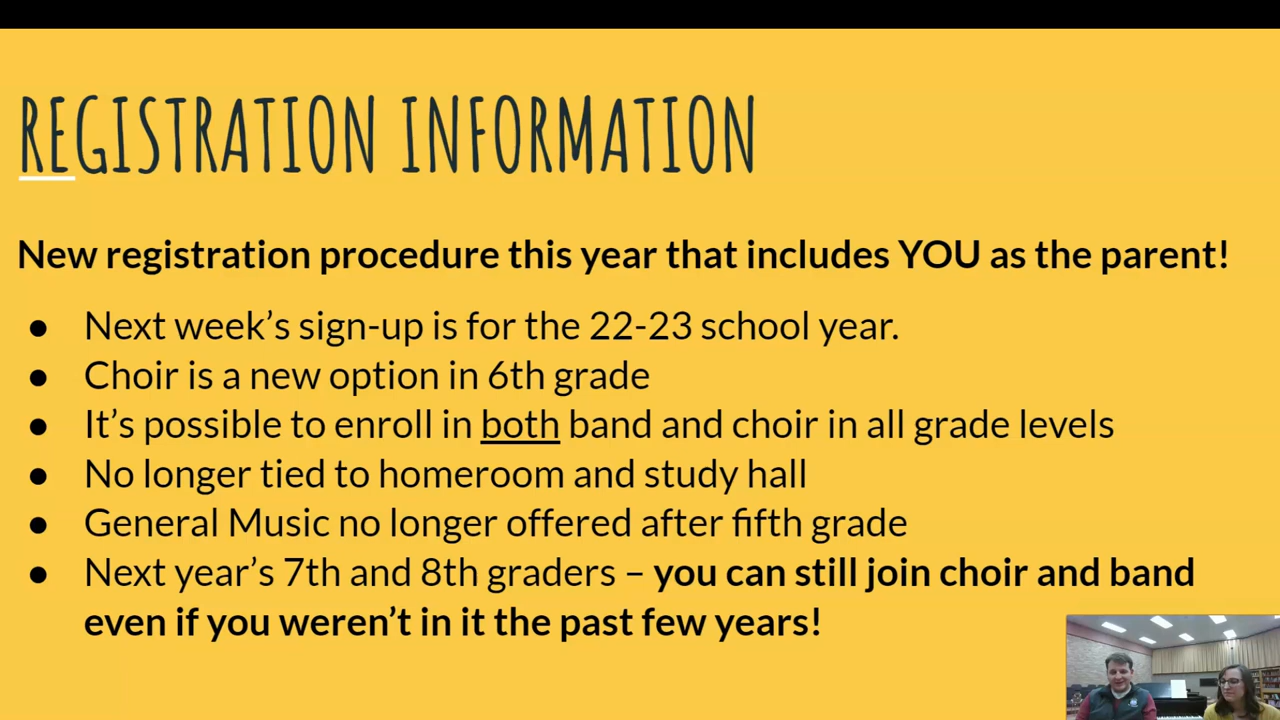 REGISTRATION INFORMATION
New registration procedure this year that includes YOU as the parent!
● Next week's sign-up is for the 22-23 school year.
● Choir is a new option in 6th grade
● It's possible to enroll in both band and choir in all grade levels
● No longer tied to homeroom and study hall
● General Music no longer offered after fifth grade
● Next year's 7th and 8th graders – you can still join choir and band
even if you weren't in it the past few years!